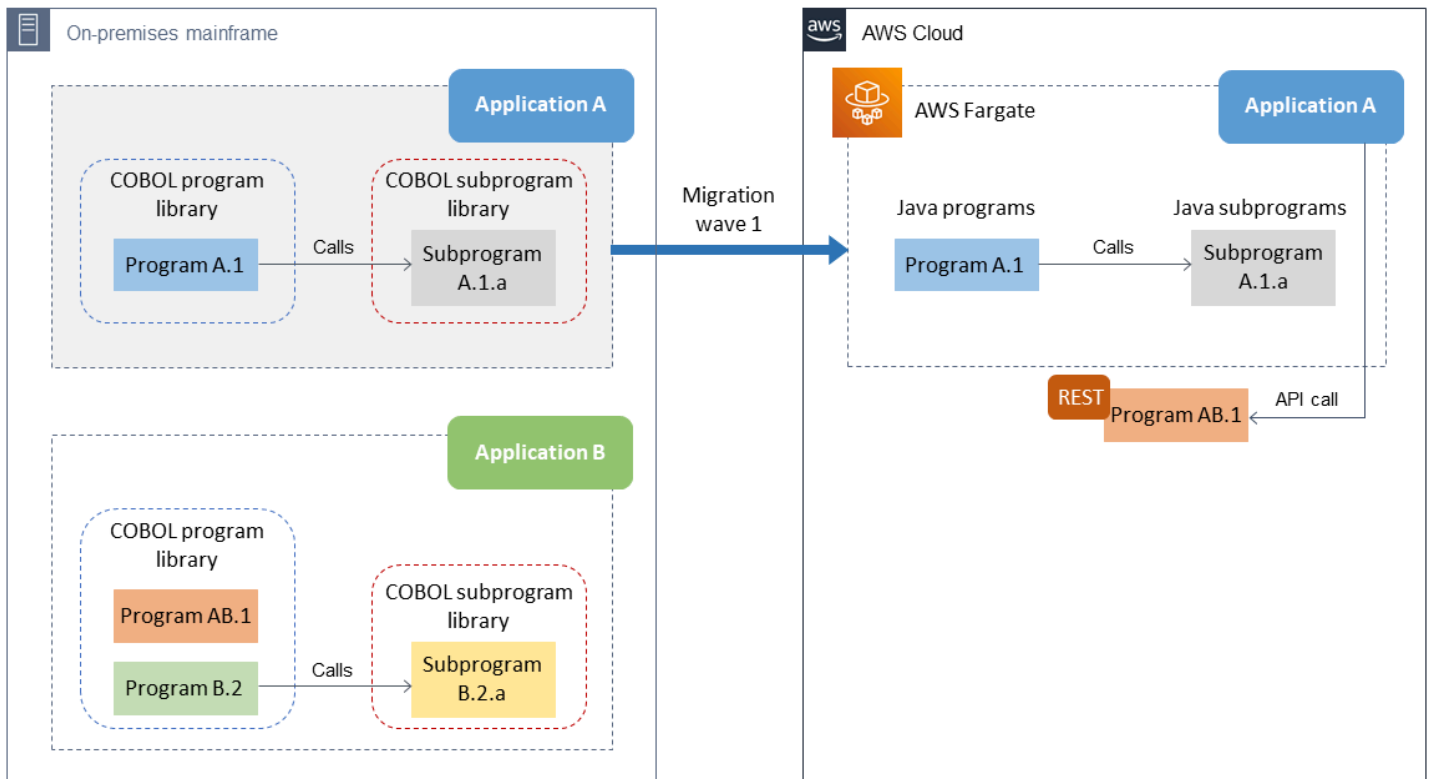 On-premises mainframe
Application A
COBOL program
library
Program A.1
Calls
COBOL subprogram
library
Subprogram
A.1.a
Application B
COBOL program
library
Program AB.1
Program B.2
Calls
COBOL subprogram
library
Subprogram
B.2.a
Migration
wave 1
aws
AWS Cloud
AWS Fargate
Application A
Java programs
Program A.1
Calls
Java subprograms
Subprogram
A.1.a
REST
Program AB.1
API call